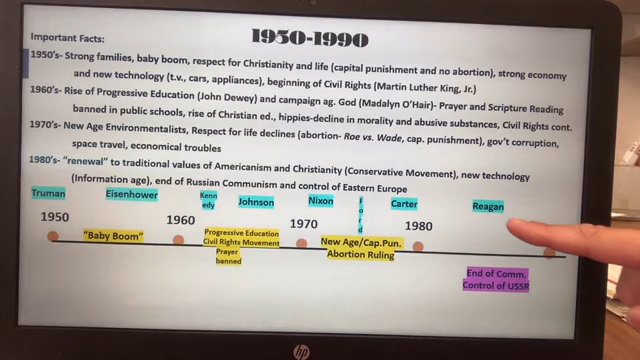 1950-1990
Important Facts:
1950's- Strong families, baby boom, respect for Christianity and life (capital punishment and no abortion), strong economy
and new technology (t.v., cars, appliances), beginning of Civil Rights (Martin Luther King, Jr.)
1960's- Rise of Progressive Education (John Dewey) and campaign ag. God (Madalyn O'Hair)- Prayer and Scripture Reading
banned in public schools, rise of Christian ed., hippies-decline in morality and abusive substances, Civil Rights cont.
1970's- New Age Environmentalists, Respect for life declines (abortion- Roe vs. Wade, cap. punishment), gov't corruption,
space travel, economical troubles
1980's- "renewal" to traditional values of Americanism and Christianity (Conservative Movement), new technology
(Information age), end of Russian Communism and control of Eastern Europe
Truman
Eisenhower
Kenn
edy
Johnson
Nixon
F
o
r
d
Carter
Reagan
1950
1960
1970
1980
"Baby Boom"
Progressive Education
Civil Rights Movement
Prayer
banned
New Age/Cap.Pun.
Abortion Ruling
End of Comm.
Control of USSR
hp